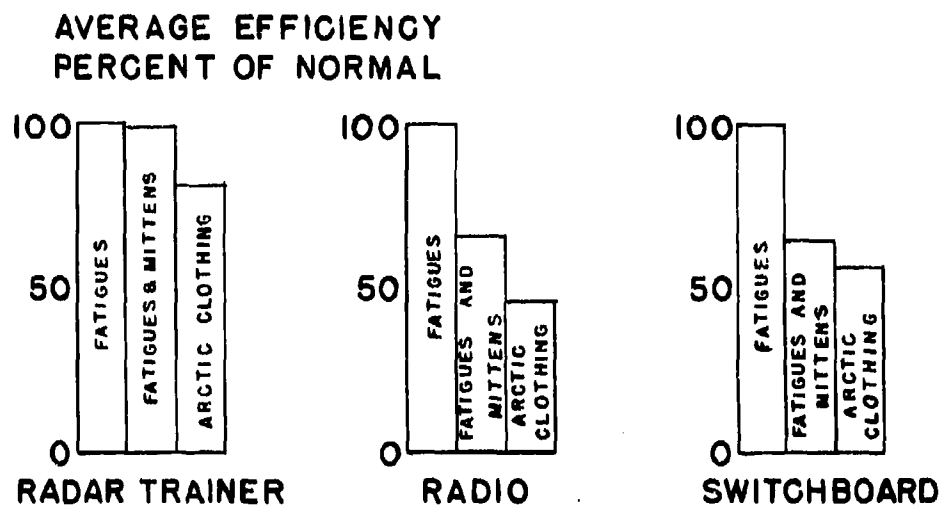 AVERAGE EFFICIENCY
PERCENT OF NORMAL
100
50
0
FATIGUES
FATIGUES & MITTENS
ARCTIC CLOTHING
RADAR TRAINER
100
50
0
FATIGUES
FATIGUES AND
MITTENS
ARCTIC
CLOTHING
RADIO
100
50
0
FATIGUES
FATIGUES AND
MITTENS
ARCTIC
CLOTHING
SWITCHBOARD